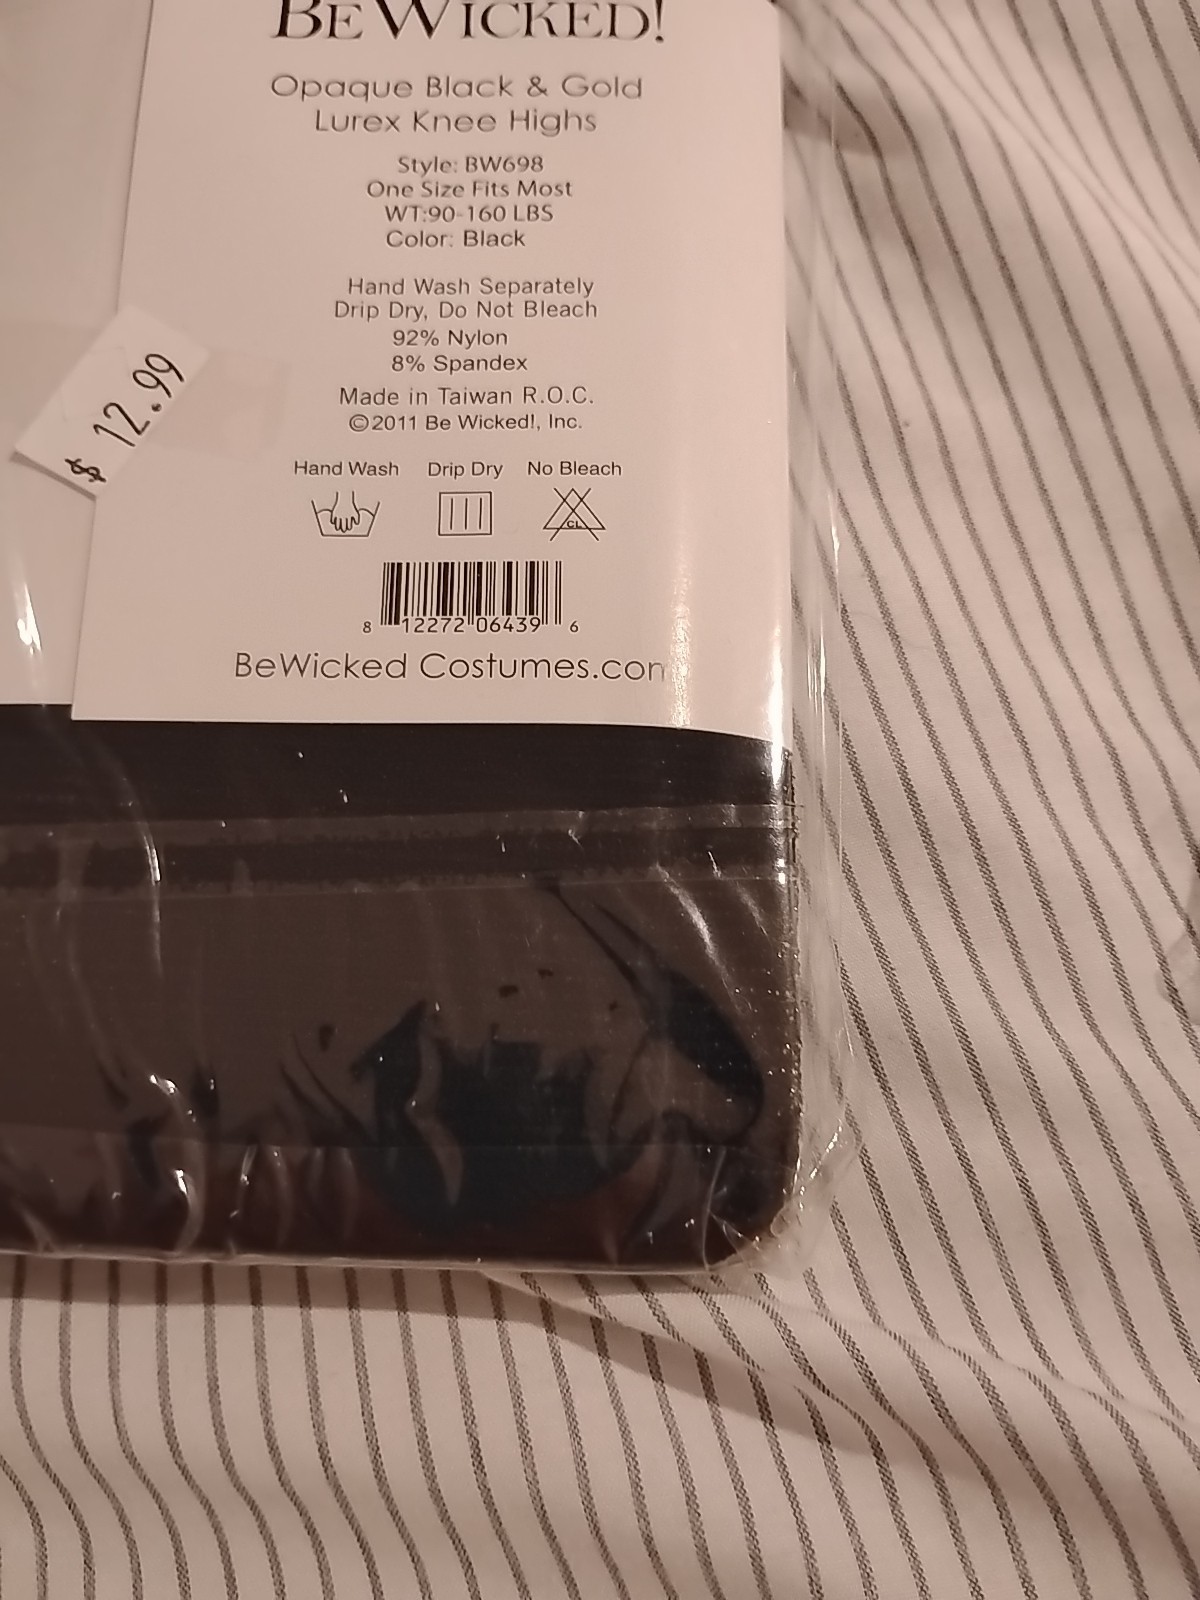 BE WICKED!
Opaque Black & Gold
Lurex Knee Highs
Style: BW698
One Size Fits Most
WT:90-160 LBS
Color: Black
Hand Wash Separately
Drip Dry, Do Not Bleach
92% Nylon
8% Spandex
Made in Taiwan R.O.C.
©2011 Be Wicked!, Inc.
$ 12.99
Hand Wash Drip Dry No Bleach
CL
8 12272 06439 6
BeWicked Costumes.com